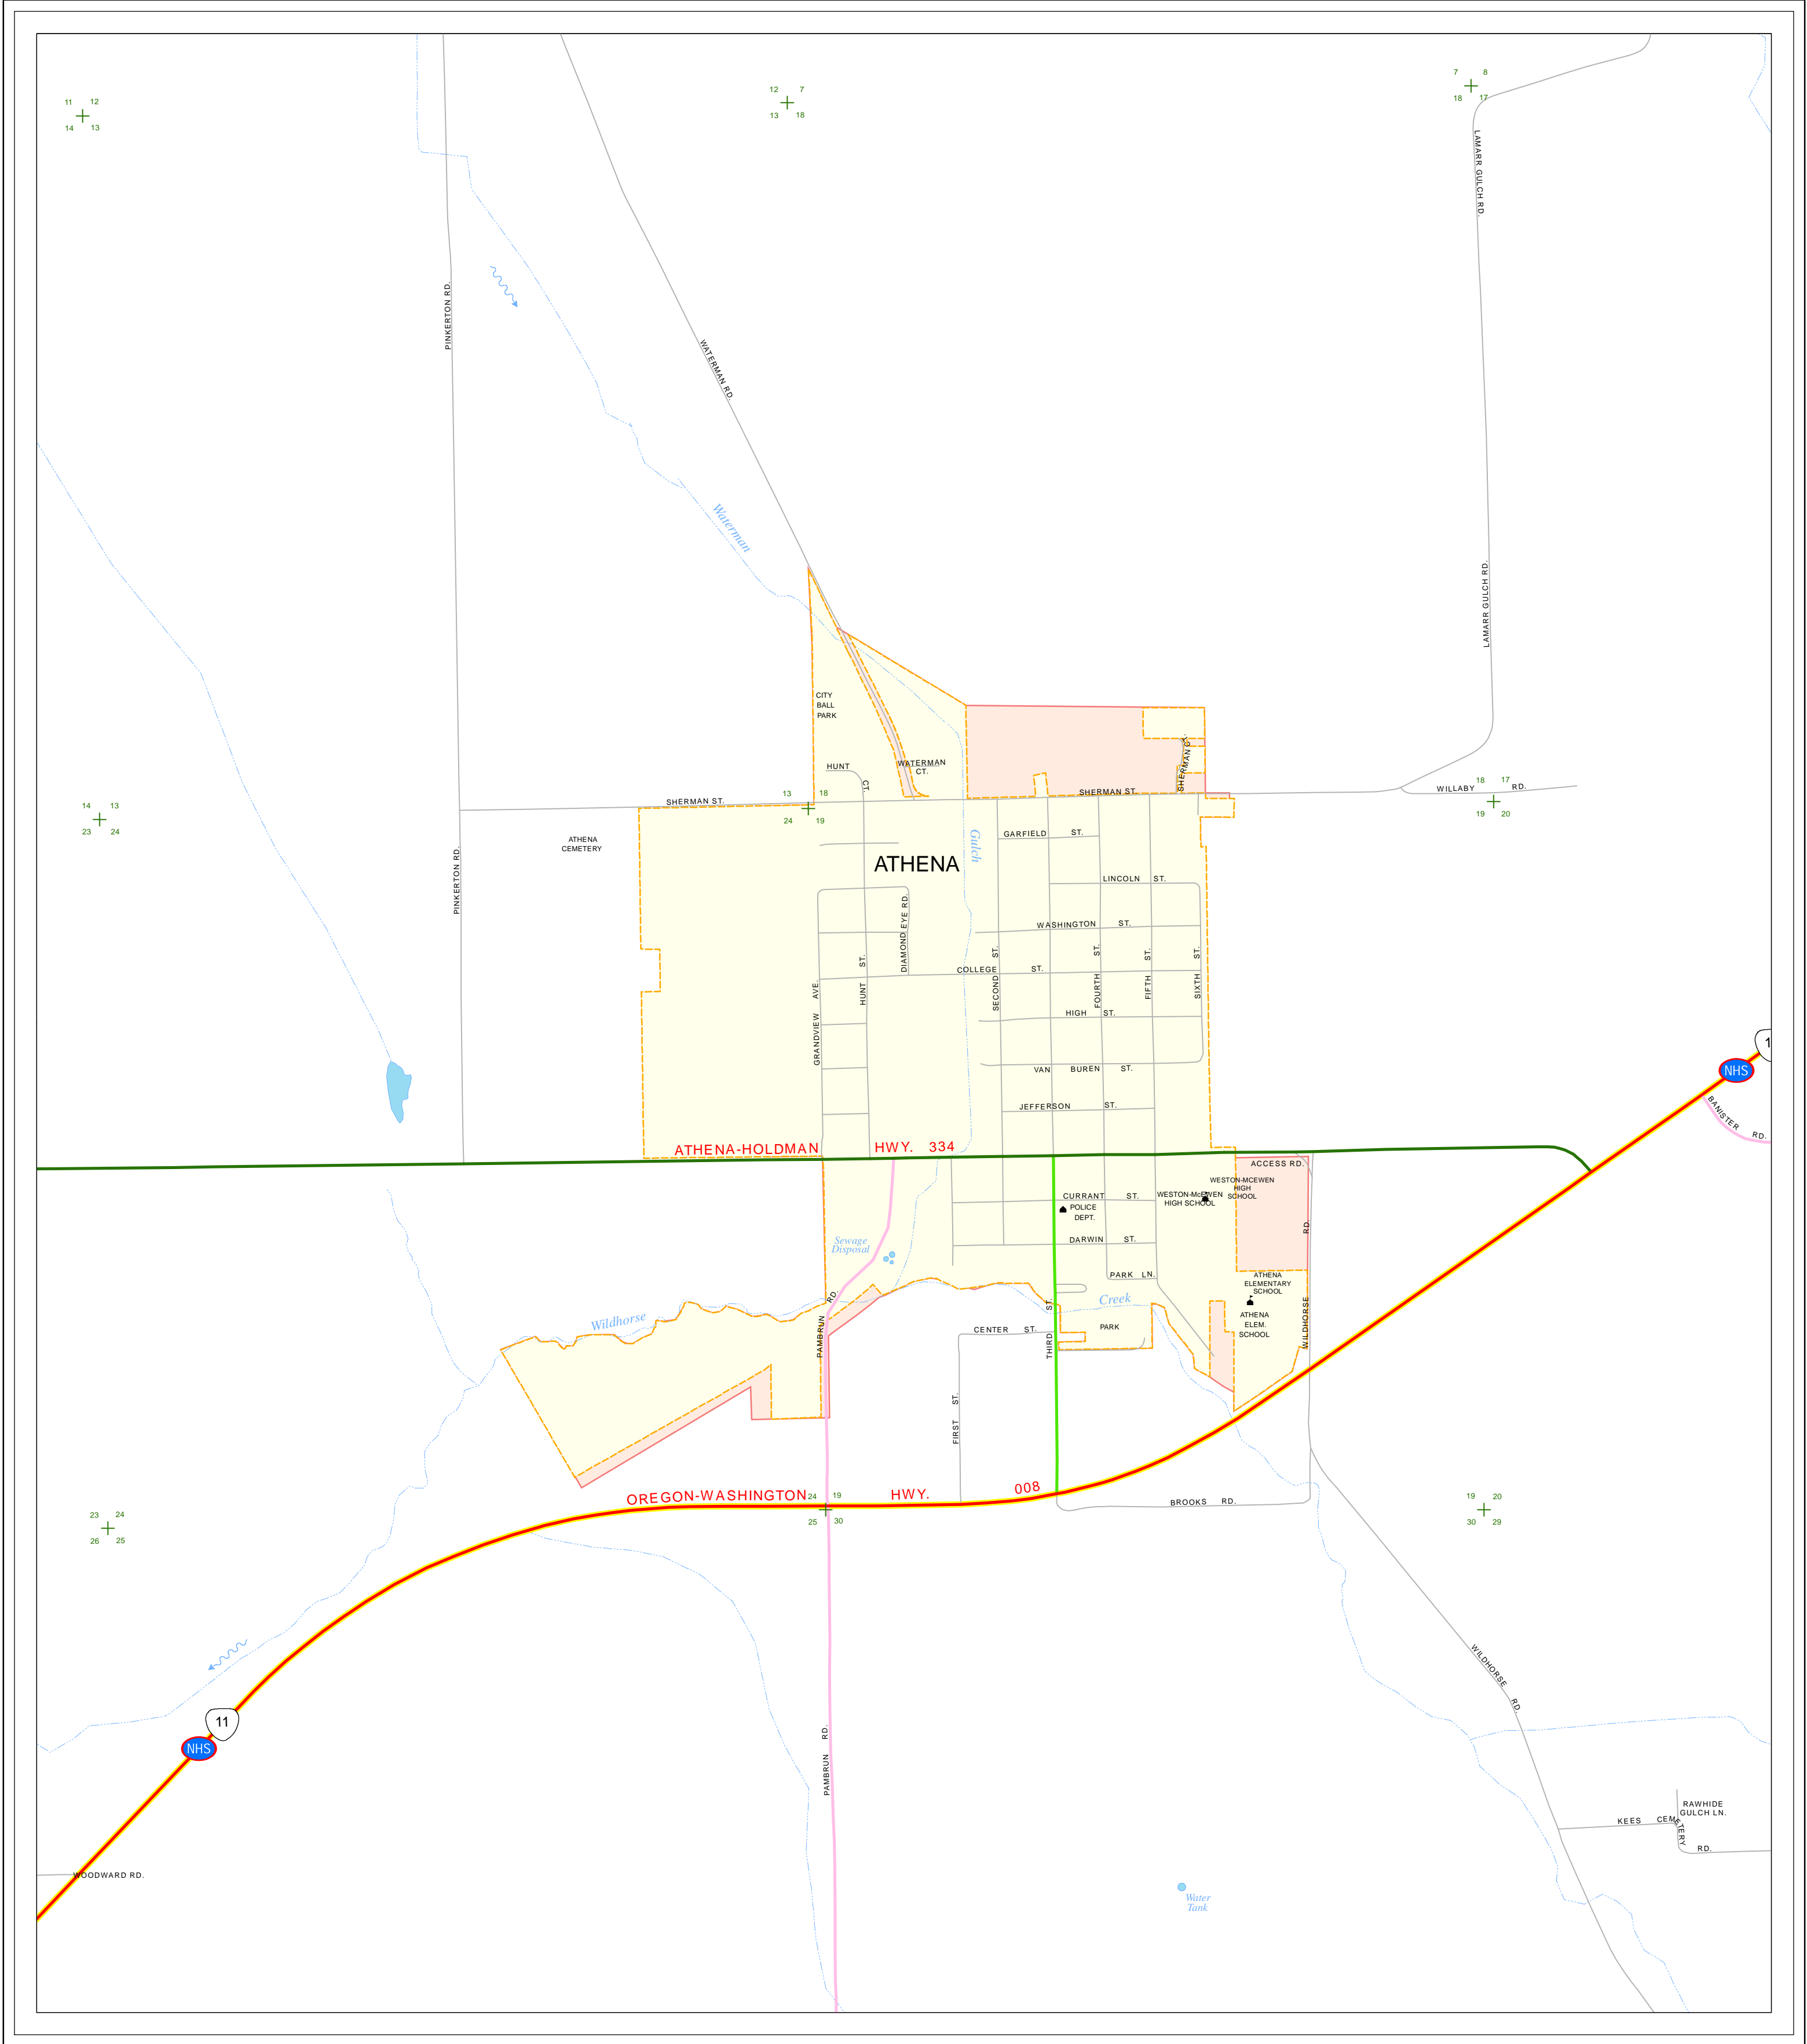 7 8
18 17
12 7
13 18
11 12
14 13
LAMARR GULCH RD.
PINKERTON RD.
WATERMAN RD.
Waterman
LAMARR GULCH RD.
CITY
BALL
PARK
HUNT
CT.
WATERMAN
CT.
SHERMAN CT.
SHERMAN ST.
SHERMAN ST.
13 18
24 19
18 17
19 20
WILLABY RD.
14 13
23 24
ATHENA
CEMETERY
PINKERTON RD.
ATHENA
Gulch
GARFIELD ST.
LINCOLN ST.
WASHINGTON ST.
DIAMOND EYE RD.
COLLEGE ST.
GRANDVIEW AVE.
HUNT ST.
SECOND ST.
FOURTH ST.
FIFTH ST.
SIXTH ST.
HIGH ST.
VAN BUREN ST.
JEFFERSON ST.
1
NHS
BANISTER RD.
ATHENA-HOLDMAN HWY. 334
ACCESS RD.
WESTON-McEWEN
HIGH SCHOOL
WESTON-MCEWEN
HIGH
SCHOOL
CURRANT ST.
POLICE
DEPT.
DARWIN ST.
Sewage
Disposal
PARK LN.
ATHENA
ELEMENTARY
SCHOOL
ATHENA
ELEM.
SCHOOL
WILDHORSE RD.
Wildhorse
Creek
PAMBRUN RD.
CENTER ST.
PARK
THIRD ST.
FIRST ST.
OREGON-WASHINGTON HWY. 008
24 19
25 30
BROOKS RD.
19 20
30 29
23 24
26 25
WILDHORSE RD.
11
NHS
PAMBRUN RD.
RAWHIDE
GULCH LN.
KEES CEMETERY RD.
WOODWARD RD.
Water
Tank